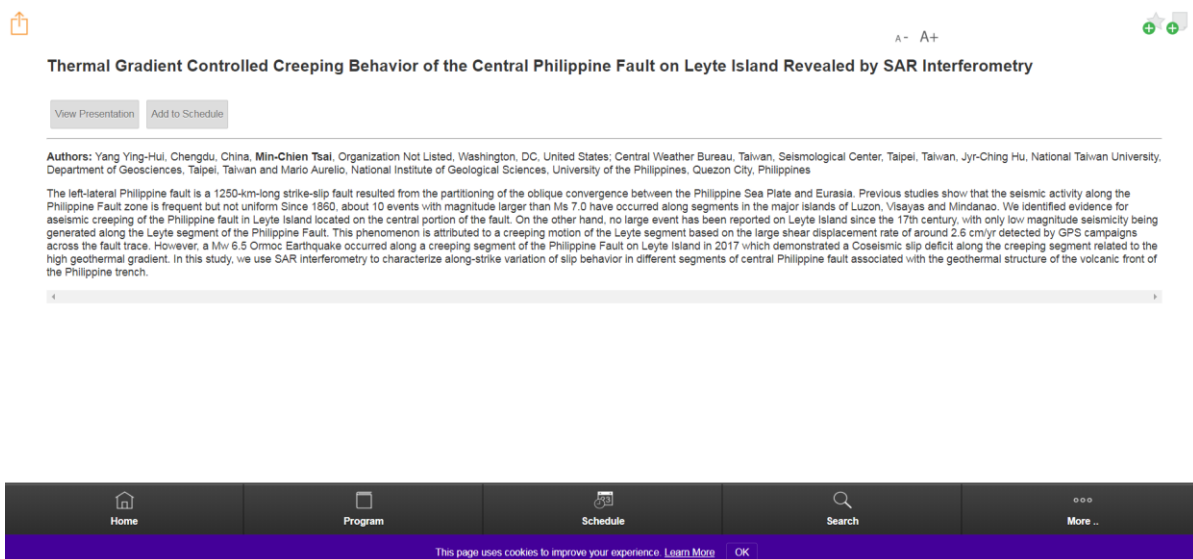 A- A+
Thermal Gradient Controlled Creeping Behavior of the Central Philippine Fault on Leyte Island Revealed by SAR Interferometry
View Presentation Add to Schedule
Authors: Yang Ying-Hui, Chengdu, China, Min-Chien Tsai, Organization Not Listed, Washington, DC, United States; Central Weather Bureau, Taiwan, Seismological Center, Taipei, Taiwan, Jyr-Ching Hu, National Taiwan University,
Department of Geosciences, Taipei, Taiwan and Mario Aurelio, National Institute of Geological Sciences, University of the Philippines, Quezon City, Philippines
The left-lateral Philippine fault is a 1250-km-long strike-slip fault resulted from the partitioning of the oblique convergence between the Philippine Sea Plate and Eurasia. Previous studies show that the seismic activity along the
Philippine Fault zone is frequent but not uniform Since 1860, about 10 events with magnitude larger than Ms 7.0 have occurred along segments in the major islands of Luzon, Visayas and Mindanao. We identified evidence for
aseismic creeping of the Philippine fault in Leyte Island located on the central portion of the fault. On the other hand, no large event has been reported on Leyte Island since the 17th century, with only low magnitude seismicity being
generated along the Leyte segment of the Philippine Fault. This phenomenon is attributed to a creeping motion of the Leyte segment based on the large shear displacement rate of around 2.6 cm/yr detected by GPS campaigns
across the fault trace. However, a Mw 6.5 Ormoc Earthquake occurred along a creeping segment of the Philippine Fault on Leyte Island in 2017 which demonstrated a Coseismic slip deficit along the creeping segment related to the
high geothermal gradient. In this study, we use SAR interferometry to characterize along-strike variation of slip behavior in different segments of central Philippine fault associated with the geothermal structure of the volcanic front of
the Philippine trench.
Home Program Schedule Search More ..
This page uses cookies to improve your experience. Learn More OK